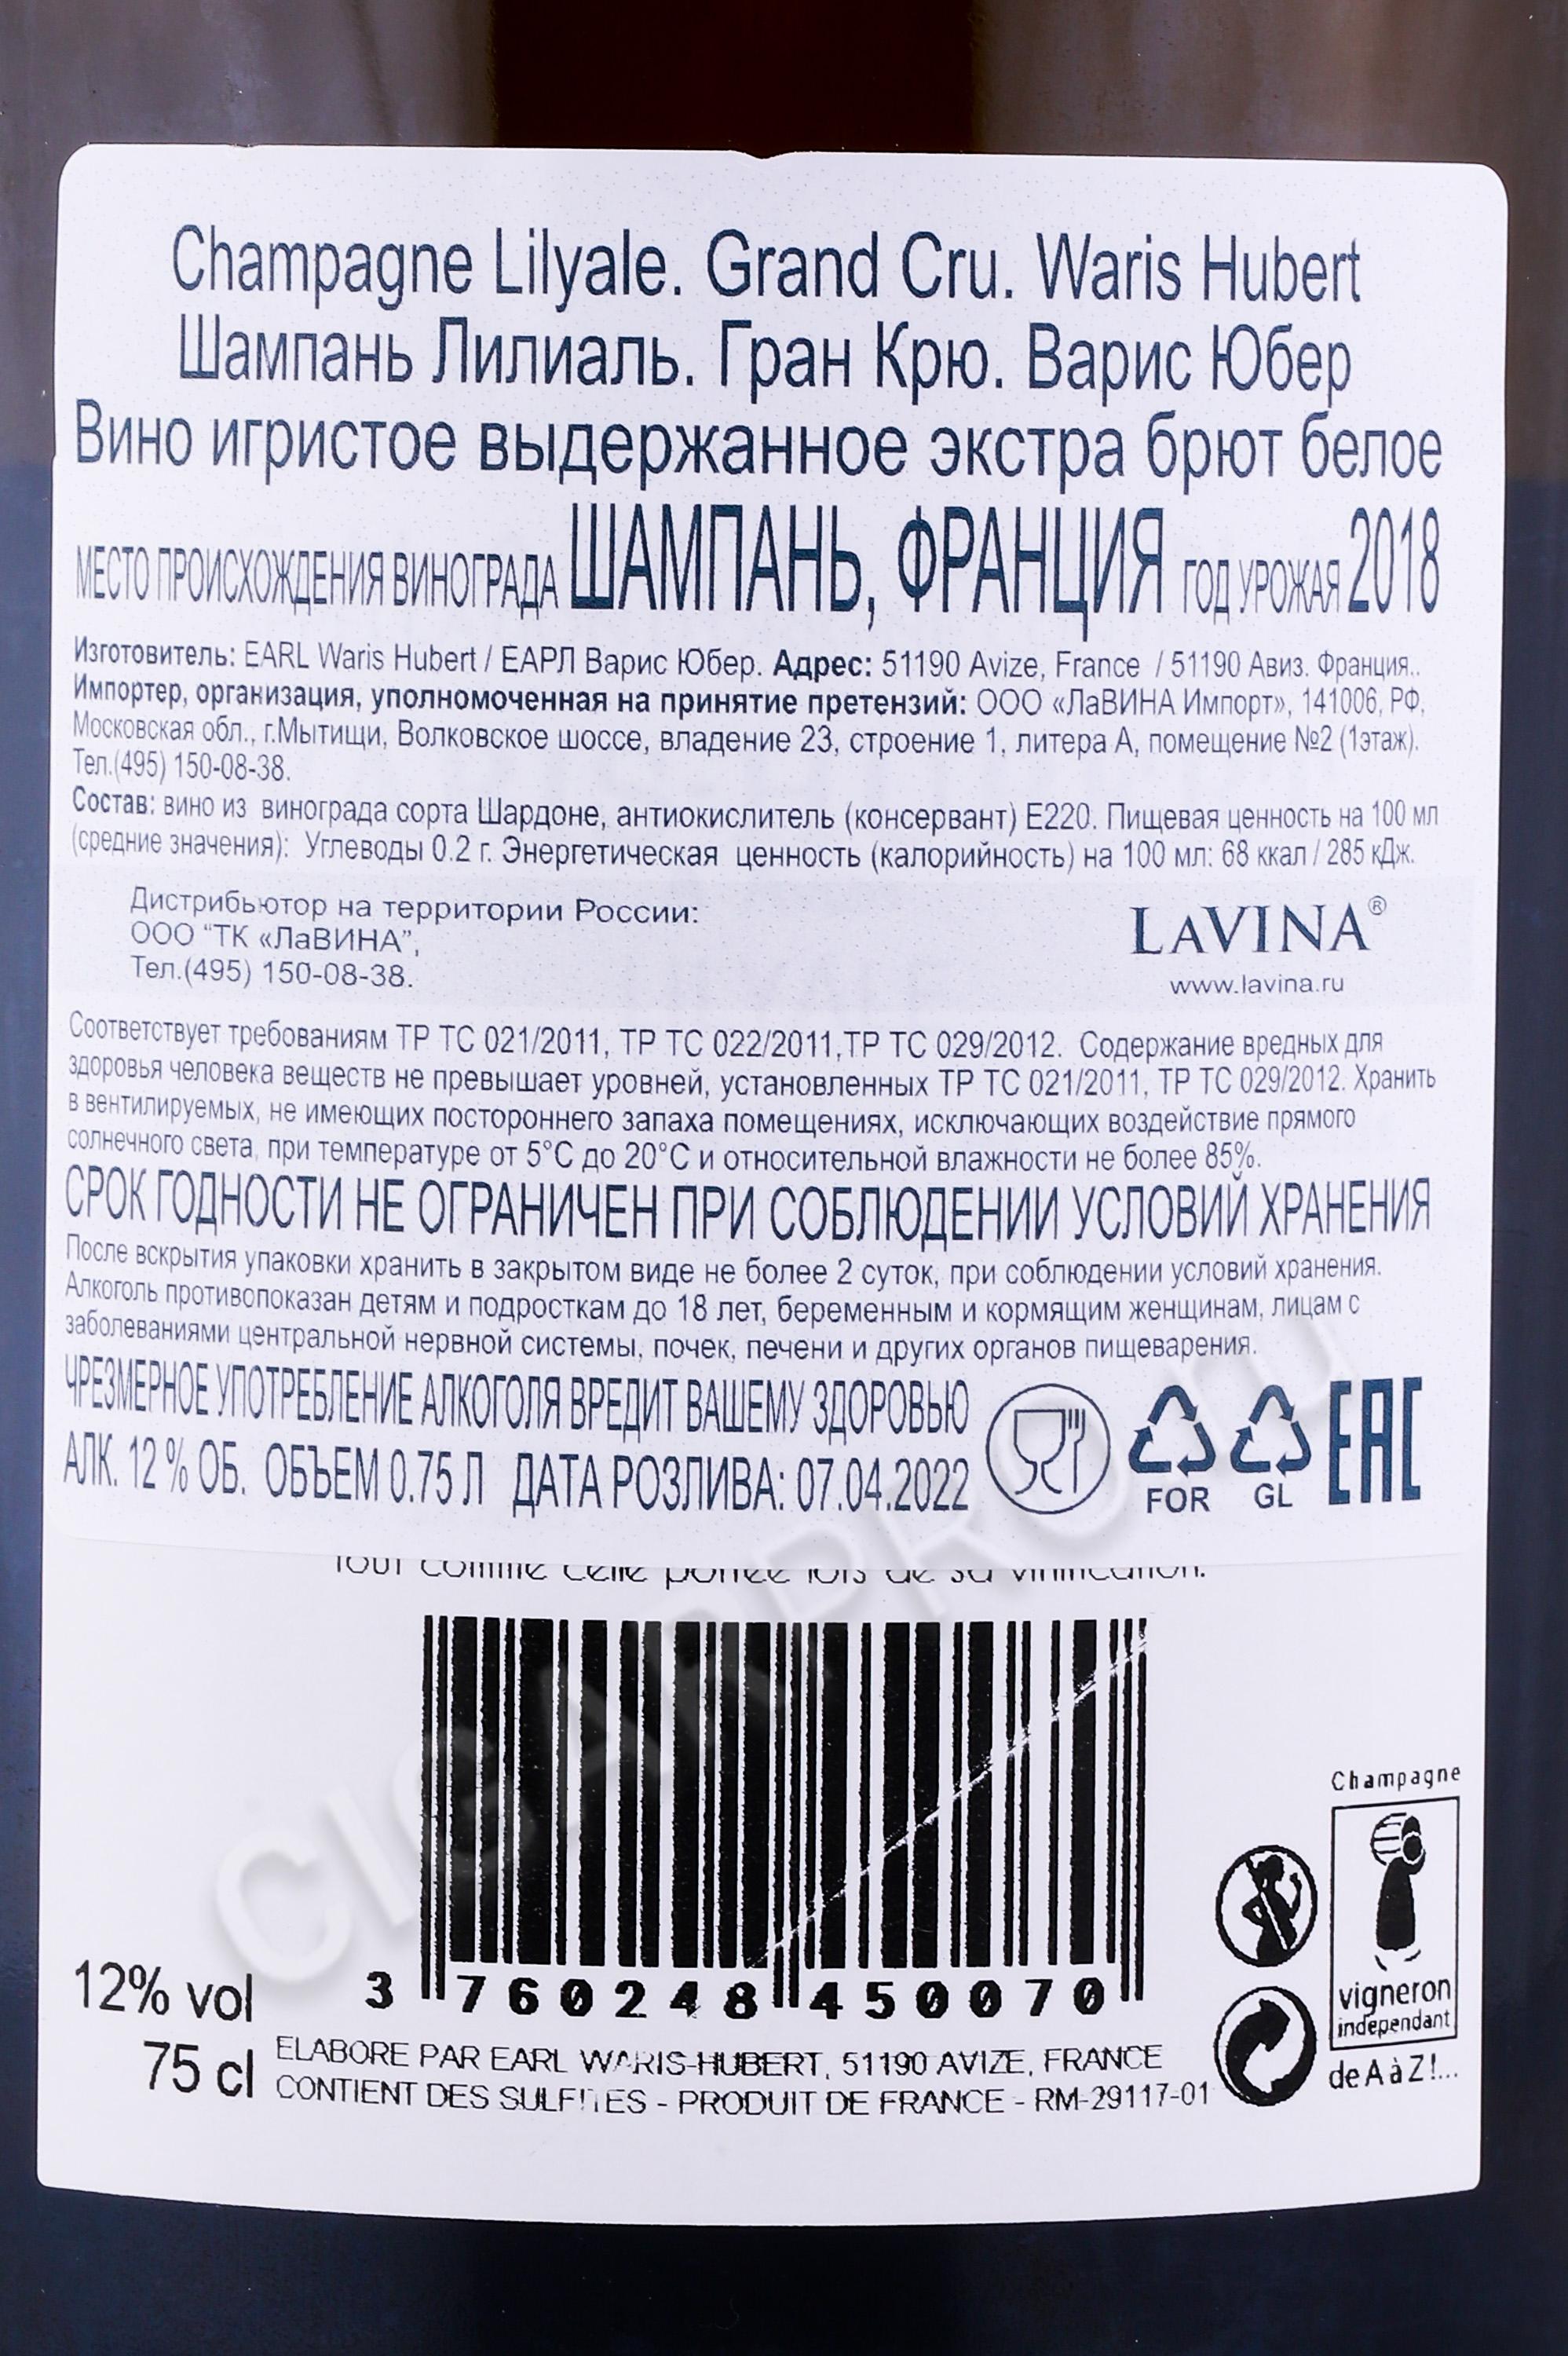 Champagne Lilyale. Grand Cru. Waris Hubert
Шампань Лилиаль. Гран Крю. Варис Юбер
Вино игристое выдержанное экстра брют белое
МЕСТО ПРОИСХОЖДЕНИЯ ВИНОГРАДА ШАМПАНЬ, ФРАНЦИЯ ГОД УРОЖАЯ 2018
Изготовитель: EARL Waris Hubert / ЕАРЛ Варис Юбер. Адрес: 51190 Avize, France / 51190 Авиз. Франция..
Импортер, организация, уполномоченная на принятие претензий: ООО «ЛаВИНА Импорт», 141006, РФ,
Московская обл., г.Мытищи, Волковское шоссе, владение 23, строение 1, литера А, помещение №2 (1этаж).
Тел.(495) 150-08-38.
Состав: вино из винограда сорта Шардоне, антиокислитель (консервант) Е220. Пищевая ценность на 100 мл
(средние значения): Углеводы 0.2 г. Энергетическая ценность (калорийность) на 100 мл: 68 ккал / 285 кДж.
Дистрибьютор на территории России:
ООО "ТК «ЛаВИНА",
Тел.(495) 150-08-38.
LAVINA®
www.lavina.ru
Соответствует требованиям ТР ТС 021/2011, ТР ТС 022/2011,ТР ТС 029/2012. Содержание вредных для
здоровья человека веществ не превышает уровней, установленных ТР ТС 021/2011, ТР ТС 029/2012. Хранить
в вентилируемых, не имеющих постороннего запаха помещениях, исключающих воздействие прямого
солнечного света, при температуре от 5°С до 20°С и относительной влажности не более 85%.
СРОК ГОДНОСТИ НЕ ОГРАНИЧЕН ПРИ СОБЛЮДЕНИИ УСЛОВИЙ ХРАНЕНИЯ
После вскрытия упаковки хранить в закрытом виде не более 2 суток, при соблюдении условий хранения.
Алкоголь противопоказан детям и подросткам до 18 лет, беременным и кормящим женщинам, лицам с
заболеваниями центральной нервной системы, почек, печени и других органов пищеварения.
ЧРЕЗМЕРНОЕ УПОТРЕБЛЕНИЕ АЛКОГОЛЯ ВРЕДИТ ВАШЕМУ ЗДОРОВЬЮ
АЛК. 12 % ОБ. ОБЪЕМ 0.75 Л ДАТА РОЗЛИВА: 07.04.2022
FOR GL EAC
Tout comme celle portée lors de sa vinification.
3 760248 450070
12% vol
75 cl
ELABORE PAR EARL WARIS-HUBERT, 51190 AVIZE, FRANCE
CONTIENT DES SULFITES - PRODUIT DE FRANCE - RM-29117-01
Champagne
vigneron
indépendant
de A à Z!...
CIGARPRO.ru